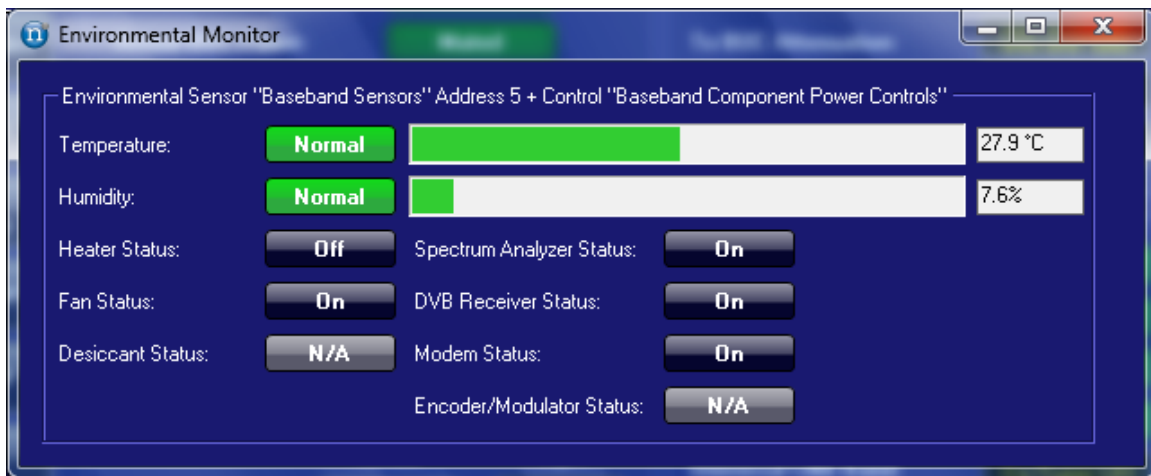 Environmental Monitor
Environmental Sensor "Baseband Sensors" Address 5 + Control "Baseband Component Power Controls"
Temperature: Normal 27.9 °C
Humidity: Normal 7.6%
Heater Status: Off Spectrum Analyzer Status: On
Fan Status: On DVB Receiver Status: On
Desiccant Status: N/A Modem Status: On
Encoder/Modulator Status: N/A